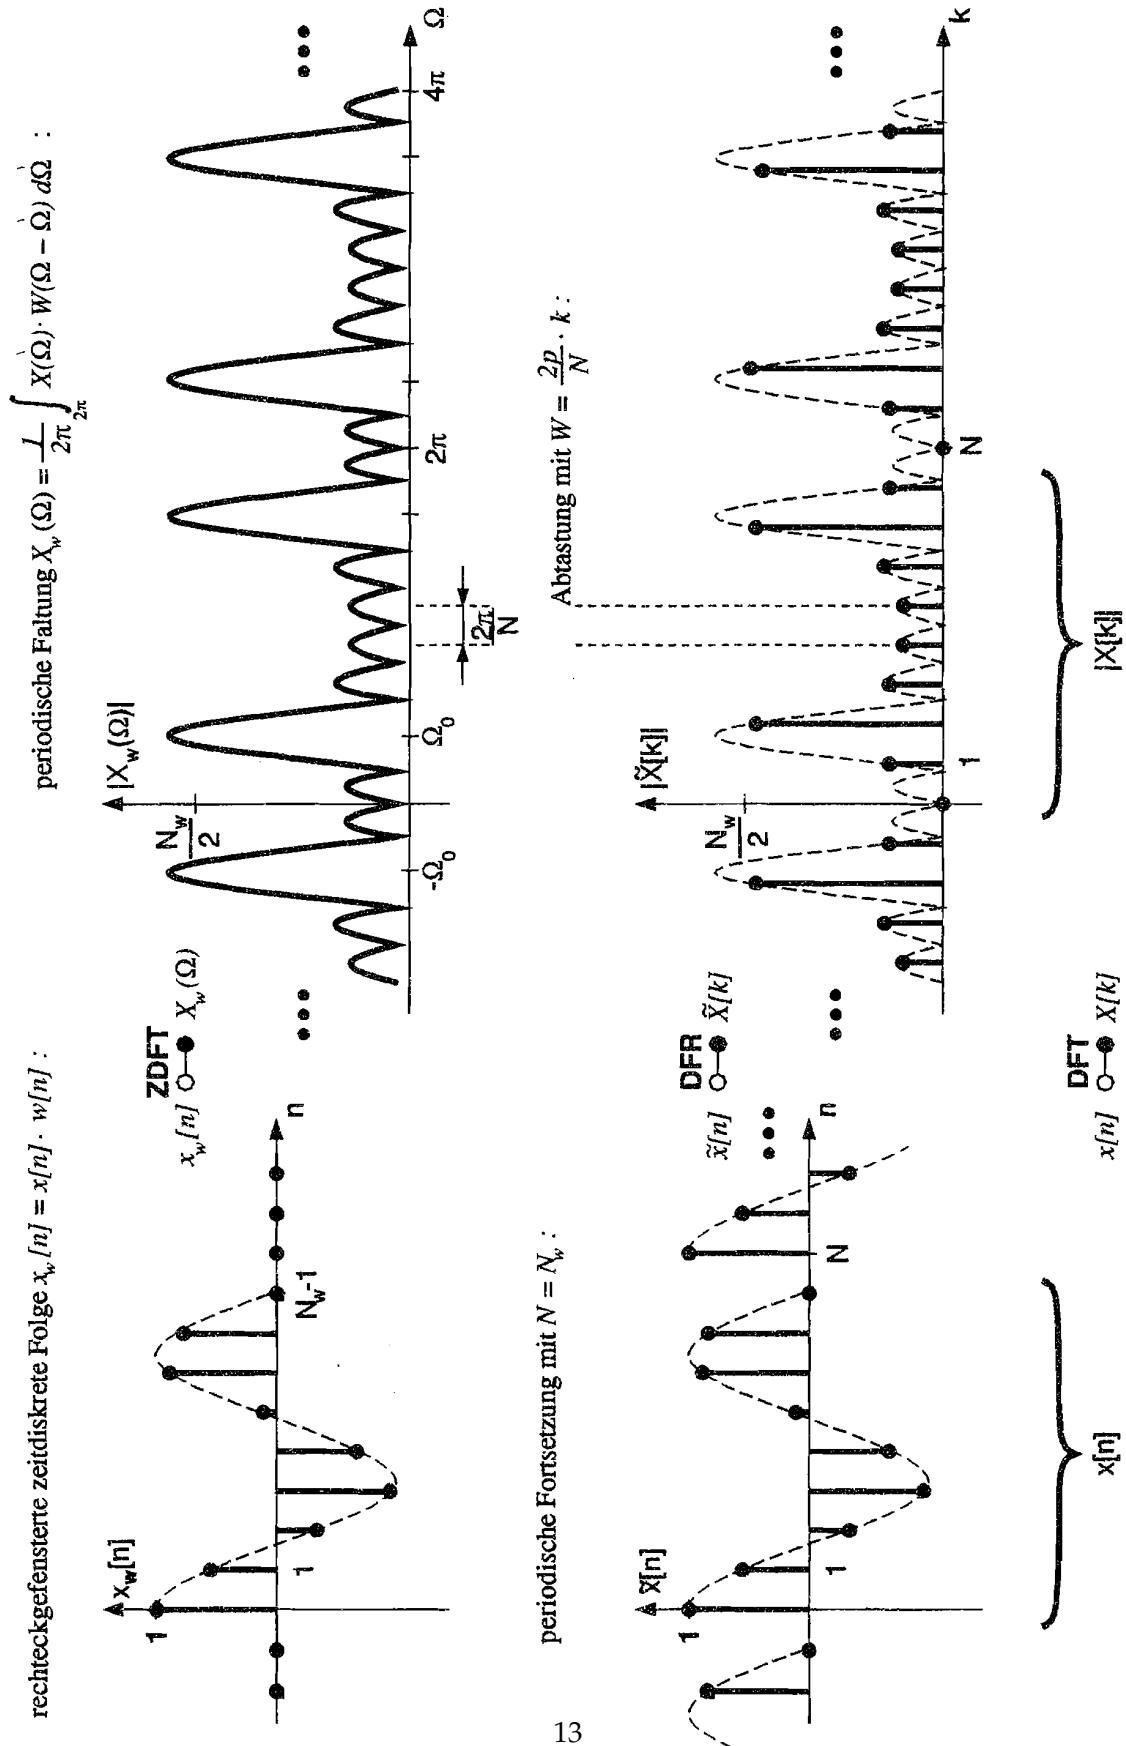 rechteckgefensterte zeitdiskrete Folge x_w[n] = x[n] · w[n] :
periodische Faltung X_w(Ω) = 1/2π ∫_2π X(Ὼ) · W(Ω − Ὼ) dῺ :
x_w[n]
1
1
N_w-1
n
ZDFT
x_w[n] ○—● X_w(Ω)
|X_w(Ω)|
N_w/2
-Ω_0
Ω_0
2π/N
2π
4π
Ω
periodische Fortsetzung mit N = N_w :
Abtastung mit W = 2p/N · k :
x̃[n]
1
1
N
n
DFR
x̃[n] ○—● X̃[k]
|X̃[k]|
N_w/2
1
N
k
x[n]
DFT
x[n] ○—● X[k]
|X[k]|
13